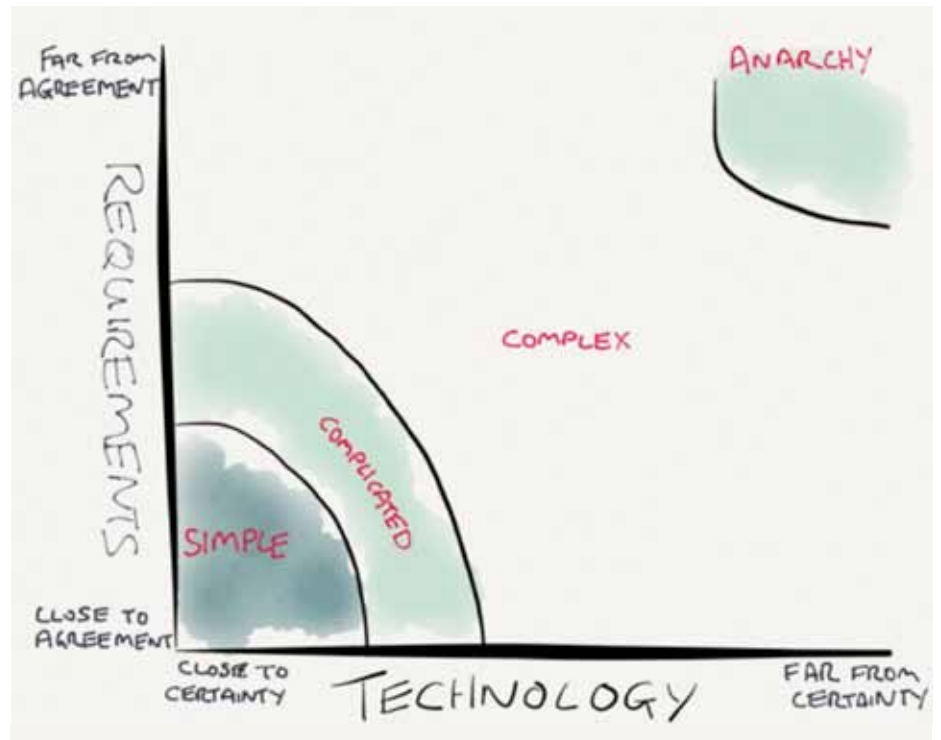 FAR FROM
AGREEMENT
ANARCHY
REQUIREMENTS
COMPLEX
COMPLICATED
SIMPLE
CLOSE TO
AGREEMENT
CLOSE TO
CERTAINTY
TECHNOLOGY
FAR FROM
CERTAINTY